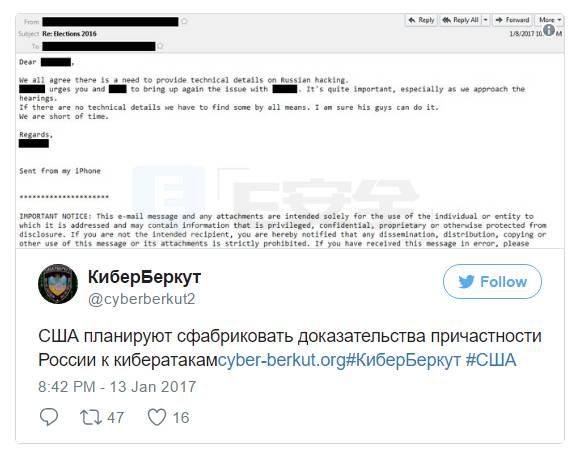 From
Reply
Reply All
Forward
More
Subject Re: Elections 2016
1/8/2017 10
M
To
Dear
,
We all agree there is a need to provide technical details on Russian hacking.
urges you and
to bring up again the issue with
. It's quite important, especially as we approach the
hearings.
If there are no technical details we have to find some by all means. I am sure his guys can do it.
We are short of time.
Regards,
Sent from my iPhone
*********************
IMPORTANT NOTICE: This e-mail message and any attachments are intended solely for the use of the individual or entity to
which it is addressed and may contain information that is privileged, confidential, proprietary or otherwise protected from
disclosure. If you are not the intended recipient, you are hereby notified that any dissemination, distribution, copying or
other use of this message or its attachments is strictly prohibited. If you have received this message in error, please
E安全
КиберБеркут
@cyberberkut2
Follow
США планируют сфабриковать доказательства причастности
России к кибератакамcyber-berkut.org#КиберБеркут #США
8:42 PM - 13 Jan 2017
47
16